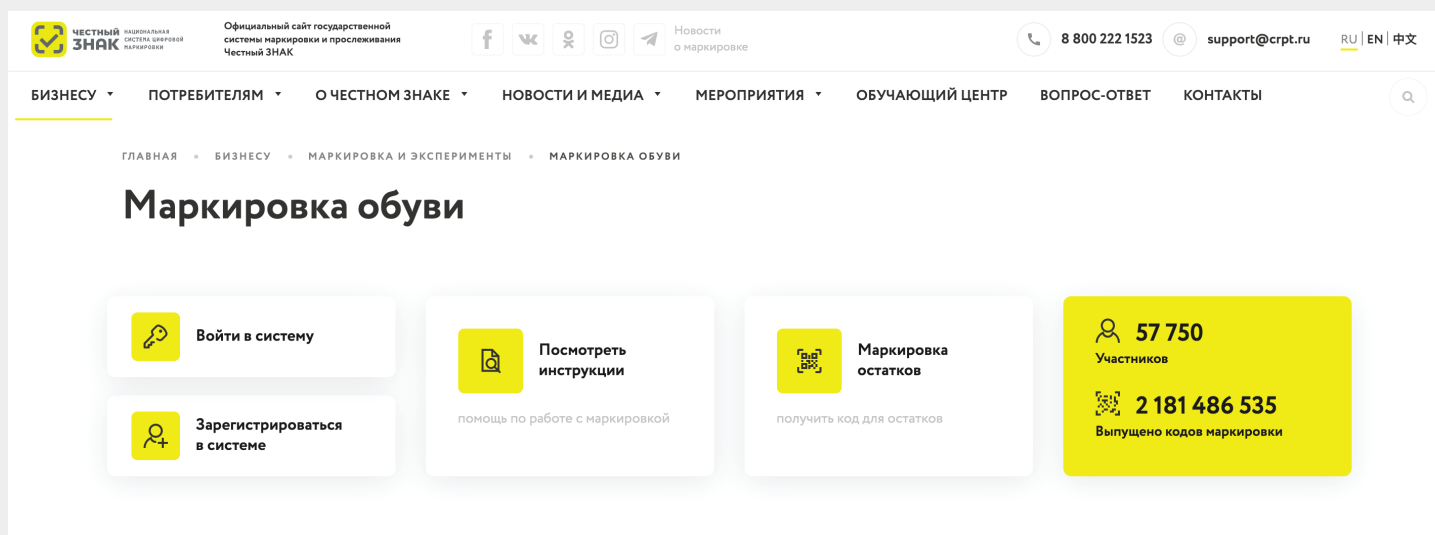 ЧЕСТНЫЙ
ЗНАК
НАЦИОНАЛЬНАЯ
СИСТЕМА ЦИФРОВОЙ
МАРКИРОВКИ
Официальный сайт государственной
системы маркировки и прослеживания
Честный ЗНАК
Новости
о маркировке
8 800 222 1523
@
support@crpt.ru
RU | EN | 中文
БИЗНЕСУ
ПОТРЕБИТЕЛЯМ
О ЧЕСТНОМ ЗНАКЕ
НОВОСТИ И МЕДИА
МЕРОПРИЯТИЯ
ОБУЧАЮЩИЙ ЦЕНТР
ВОПРОС-ОТВЕТ
КОНТАКТЫ
ГЛАВНАЯ • БИЗНЕСУ • МАРКИРОВКА И ЭКСПЕРИМЕНТЫ • МАРКИРОВКА ОБУВИ
Маркировка обуви
Войти в систему
Зарегистрироваться
в системе
Посмотреть
инструкции
помощь по работе с маркировкой
Маркировка
остатков
получить код для остатков
57 750
Участников
2 181 486 535
Выпущено кодов маркировки